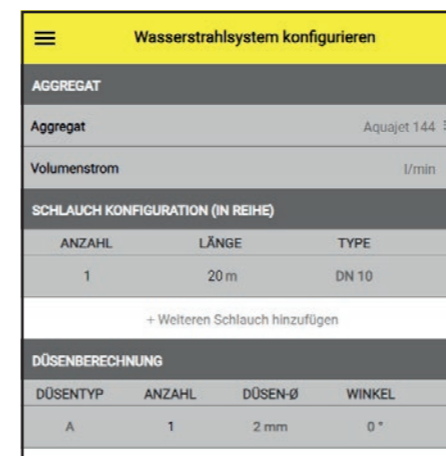 Wasserstrahlsystem konfigurieren
AGGREGAT
Aggregat Aquajet 144
Volumenstrom l/min
SCHLAUCH KONFIGURATION (IN REIHE)
ANZAHL LÄNGE TYPE
1 20 m DN 10
+ Weiteren Schlauch hinzufügen
DÜSENBERECHNUNG
DÜSENTYP ANZAHL DÜSEN-Ø WINKEL
A 1 2 mm 0 °